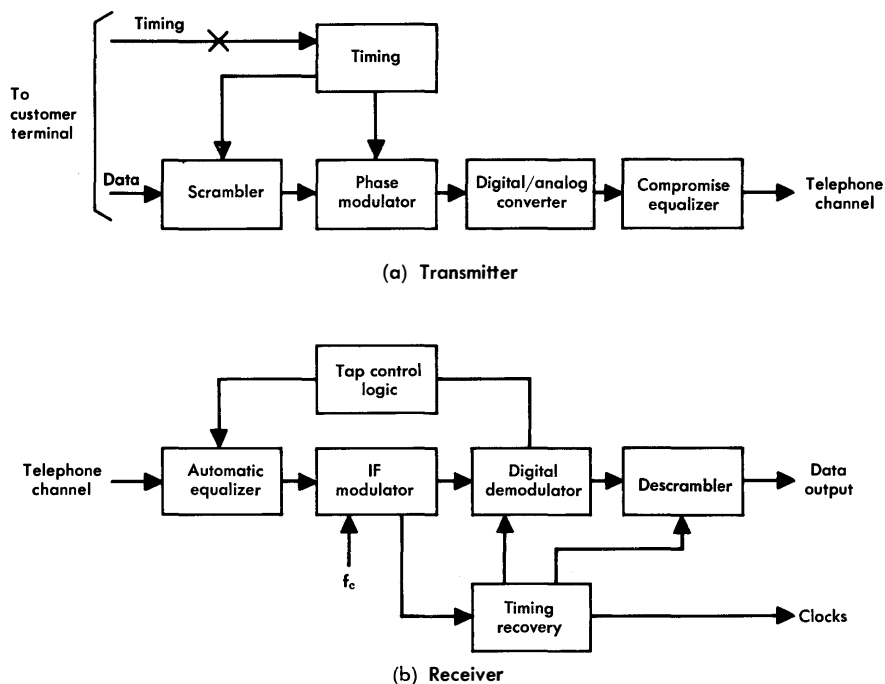 Timing
Timing
To
customer
terminal
Data
Scrambler
Phase
modulator
Digital/analog
converter
Compromise
equalizer
Telephone
channel
(a) Transmitter
Tap control
logic
Telephone
channel
Automatic
equalizer
IF
modulator
Digital
demodulator
Descrambler
Data
output
fc
Timing
recovery
Clocks
(b) Receiver